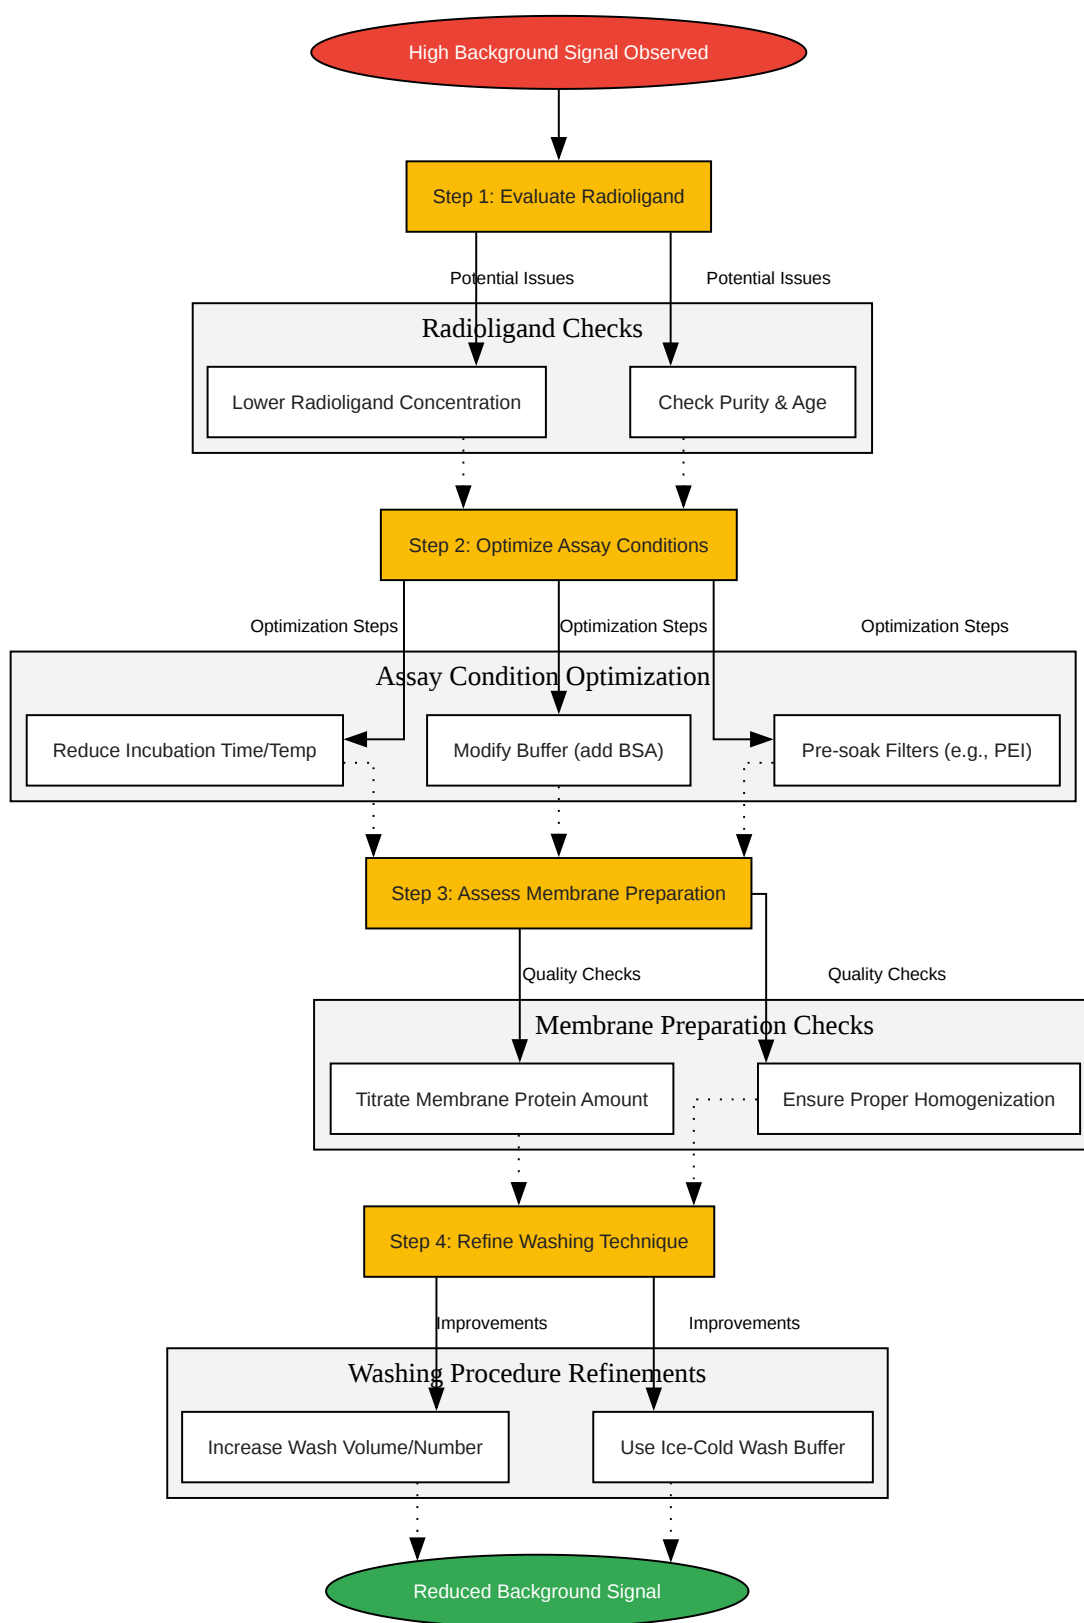 High Background Signal Observed
Step 1: Evaluate Radioligand
Potential Issues
Potential Issues
Radioligand Checks
Lower Radioligand Concentration
Check Purity & Age
Step 2: Optimize Assay Conditions
Optimization Steps
Optimization Steps
Optimization Steps
Assay Condition Optimization
Reduce Incubation Time/Temp
Modify Buffer (add BSA)
Pre-soak Filters (e.g., PEI)
Step 3: Assess Membrane Preparation
Quality Checks
Quality Checks
Membrane Preparation Checks
Titrate Membrane Protein Amount
Ensure Proper Homogenization
Step 4: Refine Washing Technique
Improvements
Improvements
Washing Procedure Refinements
Increase Wash Volume/Number
Use Ice-Cold Wash Buffer
Reduced Background Signal